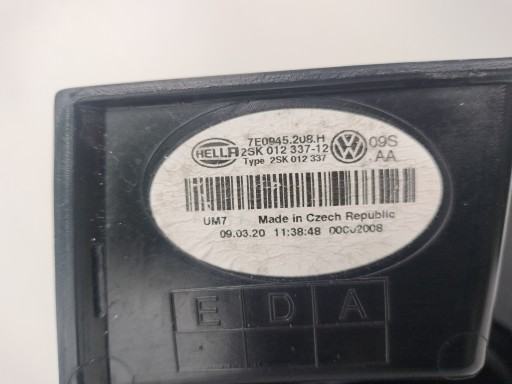 7E0945.208.H
HELLA 2SK 012 337-12 09S
Type 2SK 012 337 AA
UM7 Made in Czech Republic
09.03.20 11:38:48 00002008
E D A